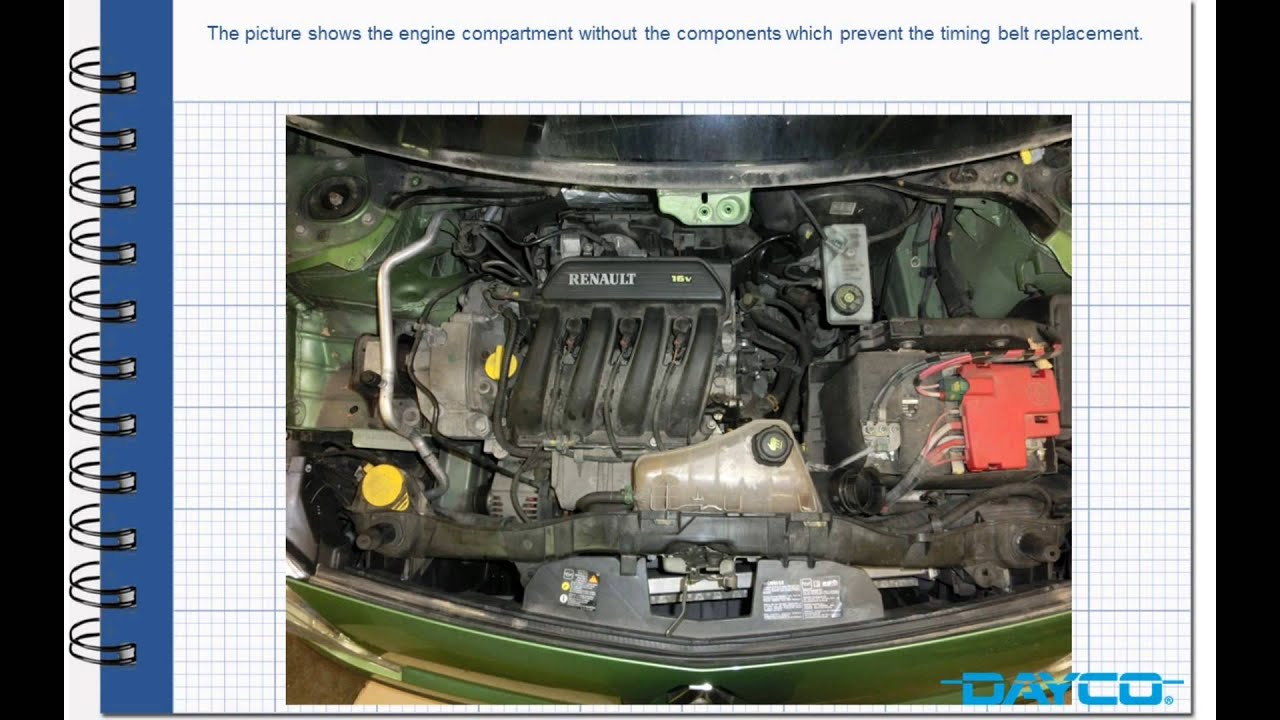 The picture shows the engine compartment without the components which prevent the timing belt replacement.
RENAULT 16v
DAYCO®